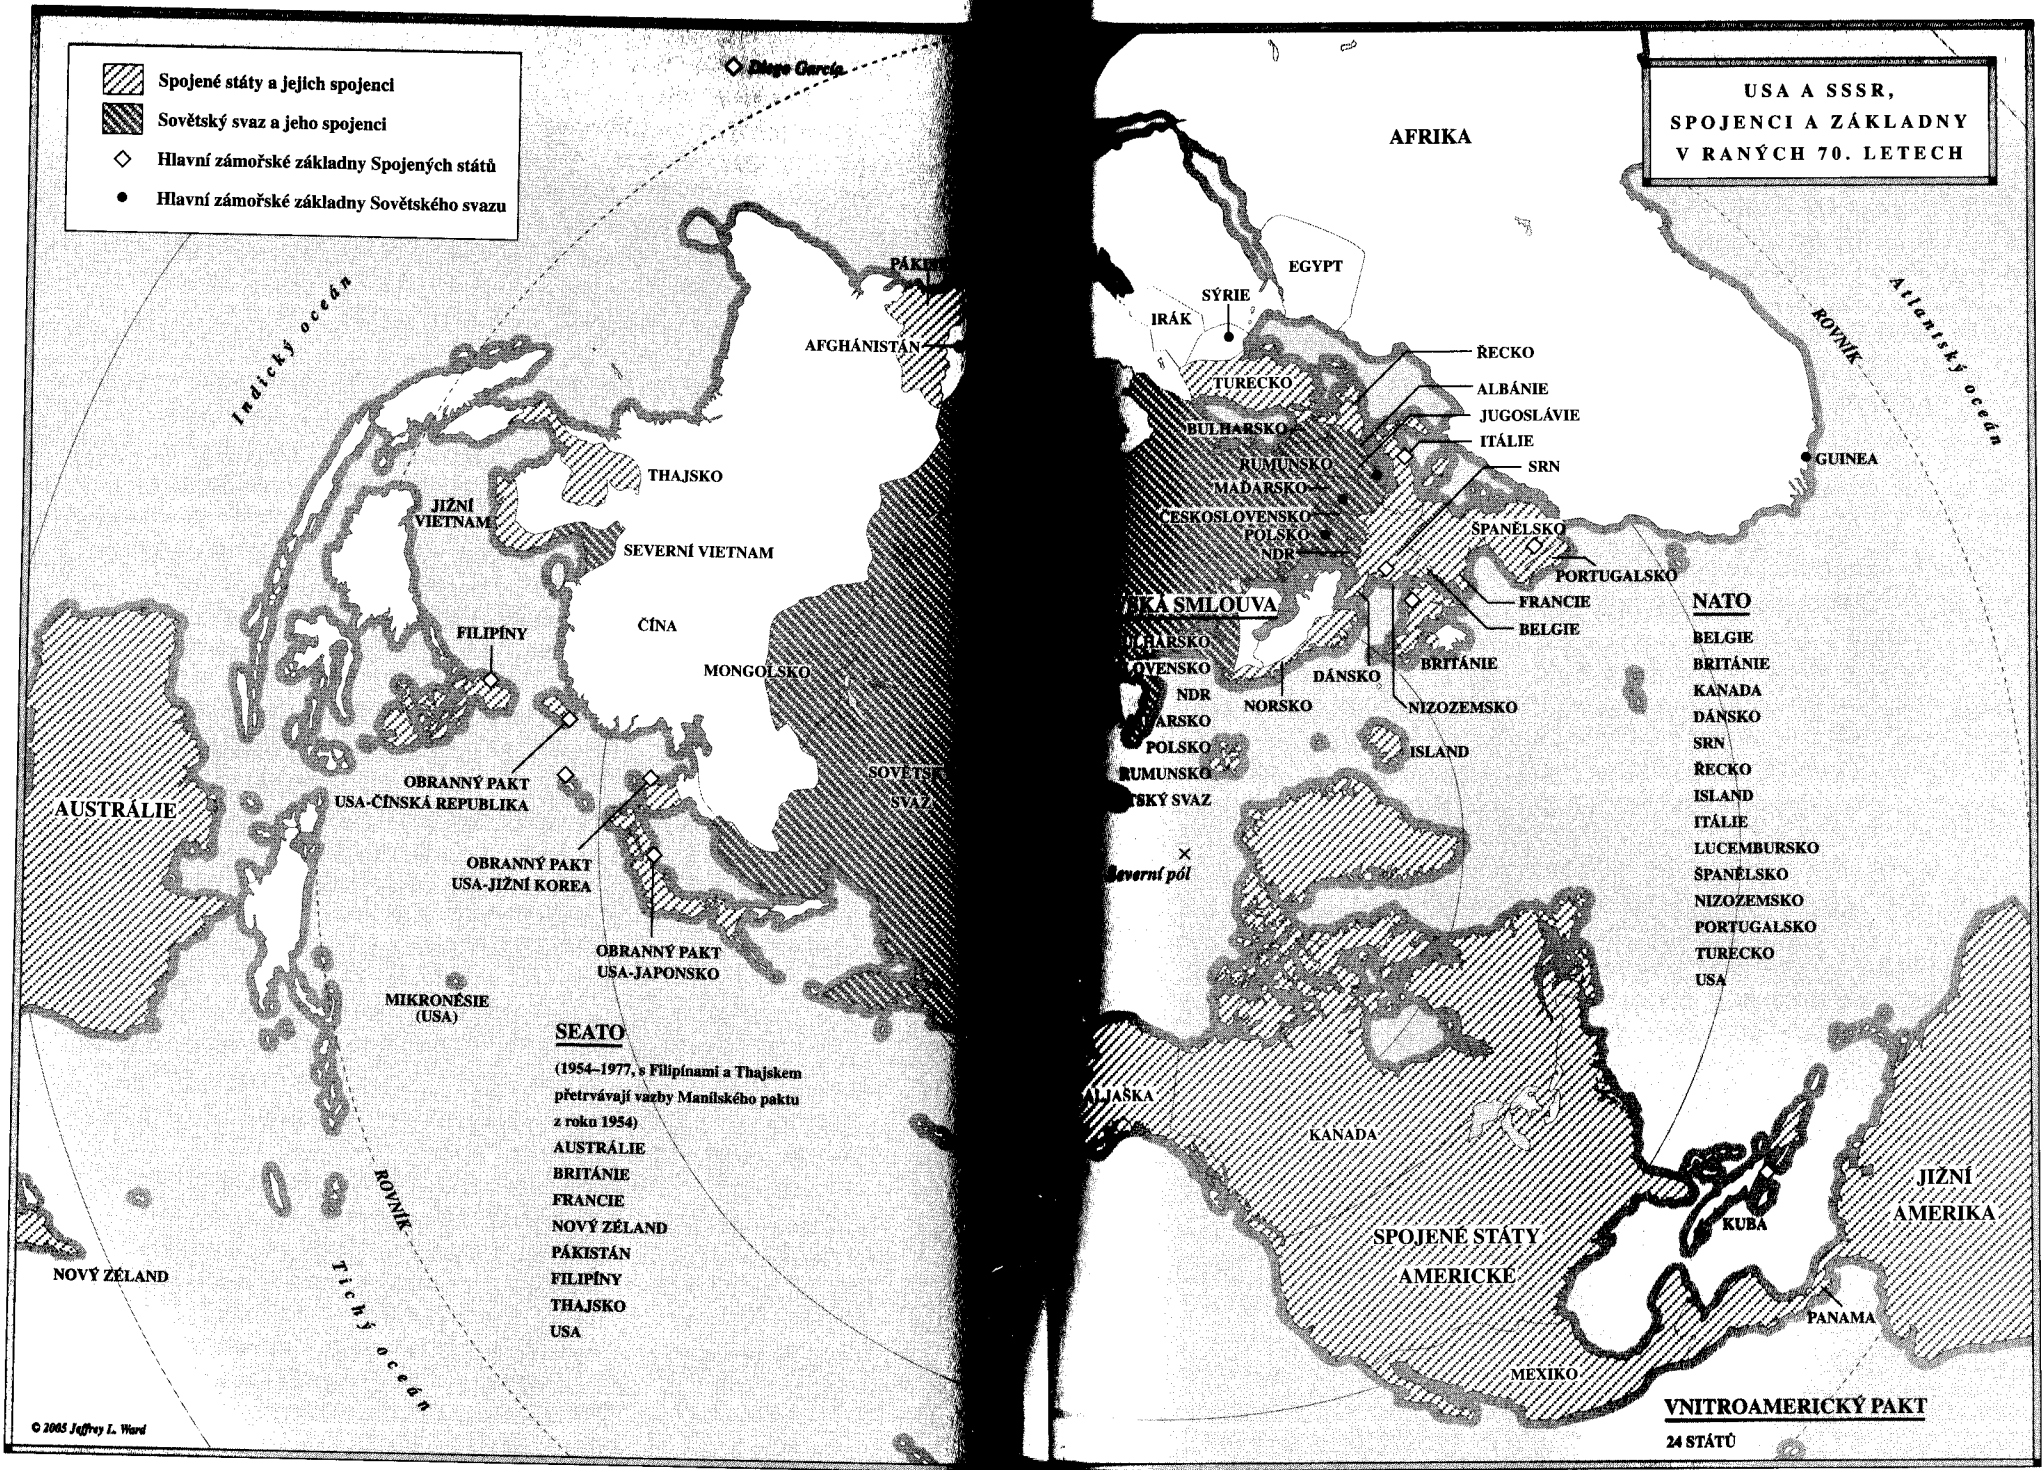 Spojené státy a jejich spojenci
Sovětský svaz a jeho spojenci
Hlavní zámořské základny Spojených států
Hlavní zámořské základny Sovětského svazu
Diego García
Indický oceán
AFGHÁNISTÁN
THAJSKO
JIŽNÍ
VIETNAM
SEVERNÍ VIETNAM
ČÍNA
FILIPÍNY
MONGOLSKO
AUSTRÁLIE
OBRANNÝ PAKT
USA-ČÍNSKÁ REPUBLIKA
OBRANNÝ PAKT
USA-JIŽNÍ KOREA
OBRANNÝ PAKT
USA-JAPONSKO
SVAZ
MIKRONÉSIE
(USA)
NOVÝ ZÉLAND
ROVNÍK
Tichý oceán
SEATO
(1954–1977, s Filipínami a Thajskem
přetrvávají vazby Manilského paktu
z roku 1954)
AUSTRÁLIE
BRITÁNIE
FRANCIE
NOVÝ ZÉLAND
PÁKISTÁN
FILIPÍNY
THAJSKO
USA
© 2005 Jeffrey L. Ward
USA A SSSR,
SPOJENCI A ZÁKLADNY
V RANÝCH 70. LETECH
AFRIKA
EGYPT
SÝRIE
IRÁK
TURECKO
ŘECKO
ALBÁNIE
JUGOSLÁVIE
ITÁLIE
SRN
BULHARSKO
RUMUNSKO
MAĎARSKO
ČESKOSLOVENSKO
POLSKO
NDR
ŠPANĚLSKO
PORTUGALSKO
FRANCIE
BELGIE
BRITÁNIE
DÁNSKO
NIZOZEMSKO
NORSKO
ISLAND
GUINEA
ROVNÍK
Atlantský oceán
SMLOUVA
NDR
POLSKO
RUMUNSKO
SVAZ
Severní pól
NATO
BELGIE
BRITÁNIE
KANADA
DÁNSKO
SRN
ŘECKO
ISLAND
ITÁLIE
LUCEMBURSKO
ŠPANĚLSKO
NIZOZEMSKO
PORTUGALSKO
TURECKO
USA
ALJAŠKA
KANADA
SPOJENÉ STÁTY
AMERICKÉ
MEXIKO
KUBA
PANAMA
JIŽNÍ
AMERIKA
VNITROAMERICKÝ PAKT
24 STÁTŮ